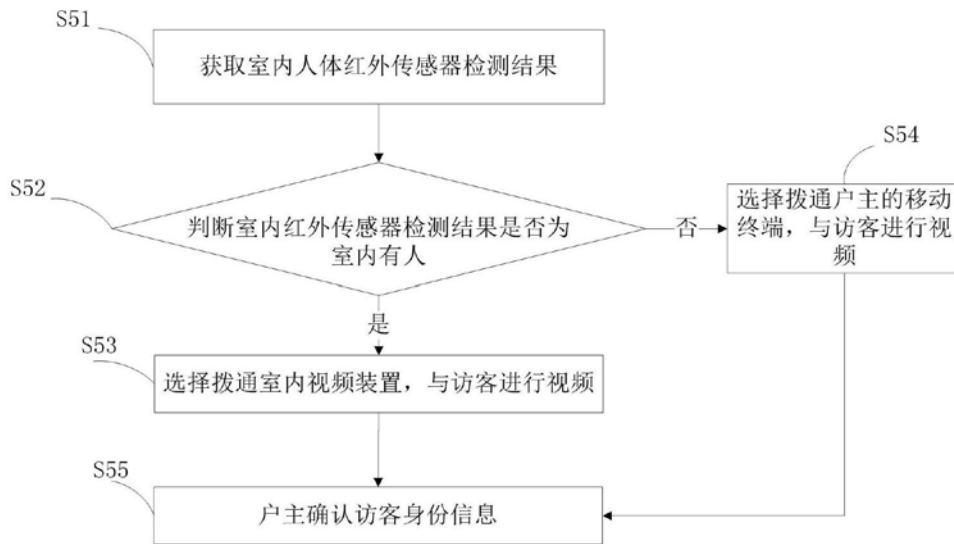 S51
获取室内人体红外传感器检测结果
S52
判断室内红外传感器检测结果是否为
室内有人
否
S54
选择拨通户主的移动
终端，与访客进行视
频
是
S53
选择拨通室内视频装置，与访客进行视频
S55
户主确认访客身份信息